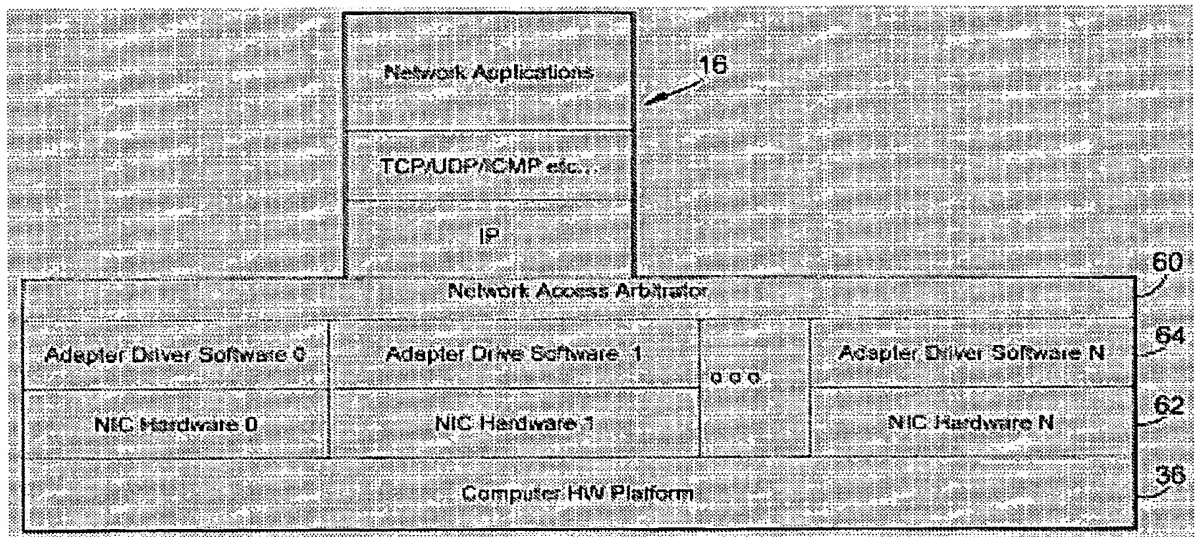 Network Applications
16
TCP/UDP/ICMP etc...
IP
60
Network Access Arbitrator
Adapter Driver Software 0
Adapter Drive Software 1
o o o
Adapter Driver Software N
64
NIC Hardware 0
NIC Hardware 1
NIC Hardware N
62
Computer HW Platform
36